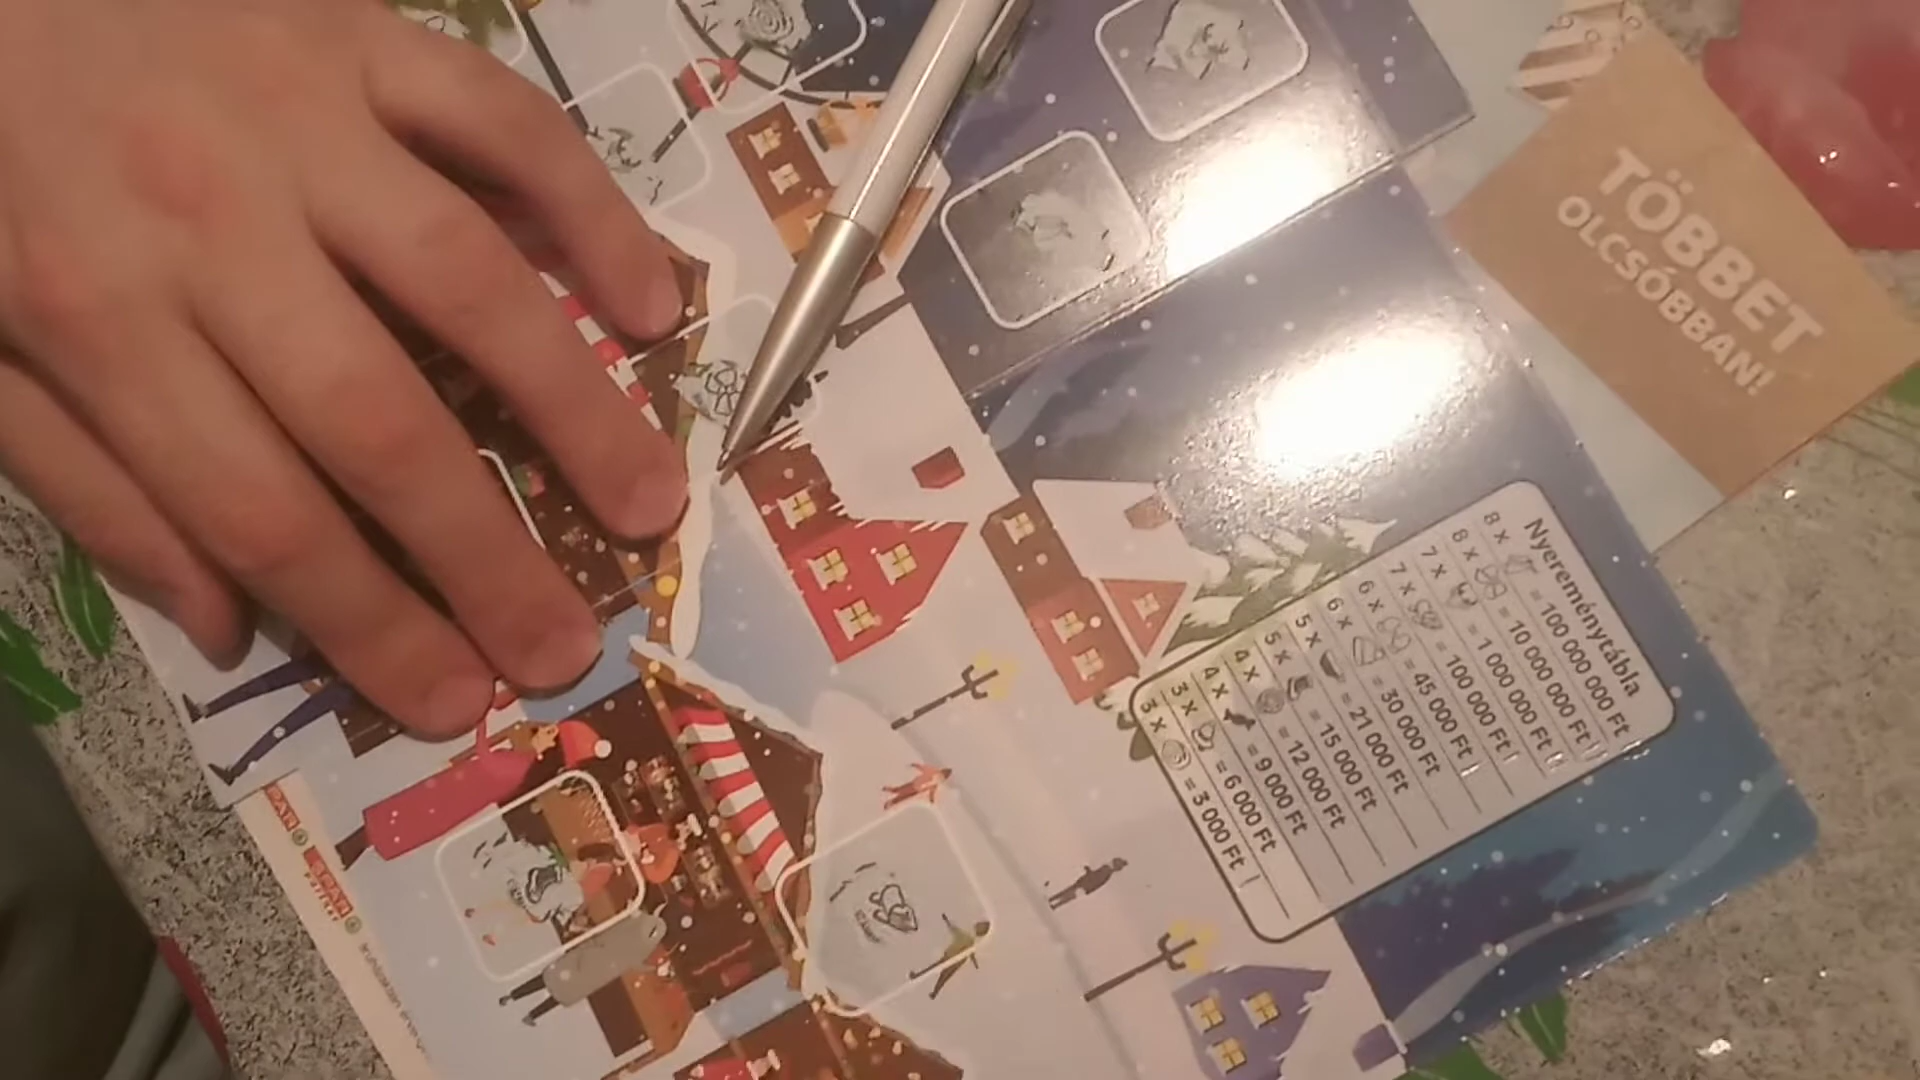 TÖBBET
OLCSÓBBAN!
Nyereménytábla
8 x = 100 000 000 Ft
8 x = 10 000 000 Ft
7 x = 1 000 000 Ft
7 x = 100 000 Ft
6 x = 45 000 Ft
6 x = 30 000 Ft
5 x = 21 000 Ft
5 x = 15 000 Ft
4 x = 12 000 Ft
4 x = 9 000 Ft
3 x = 6 000 Ft
3 x = 3 000 Ft
SPAR